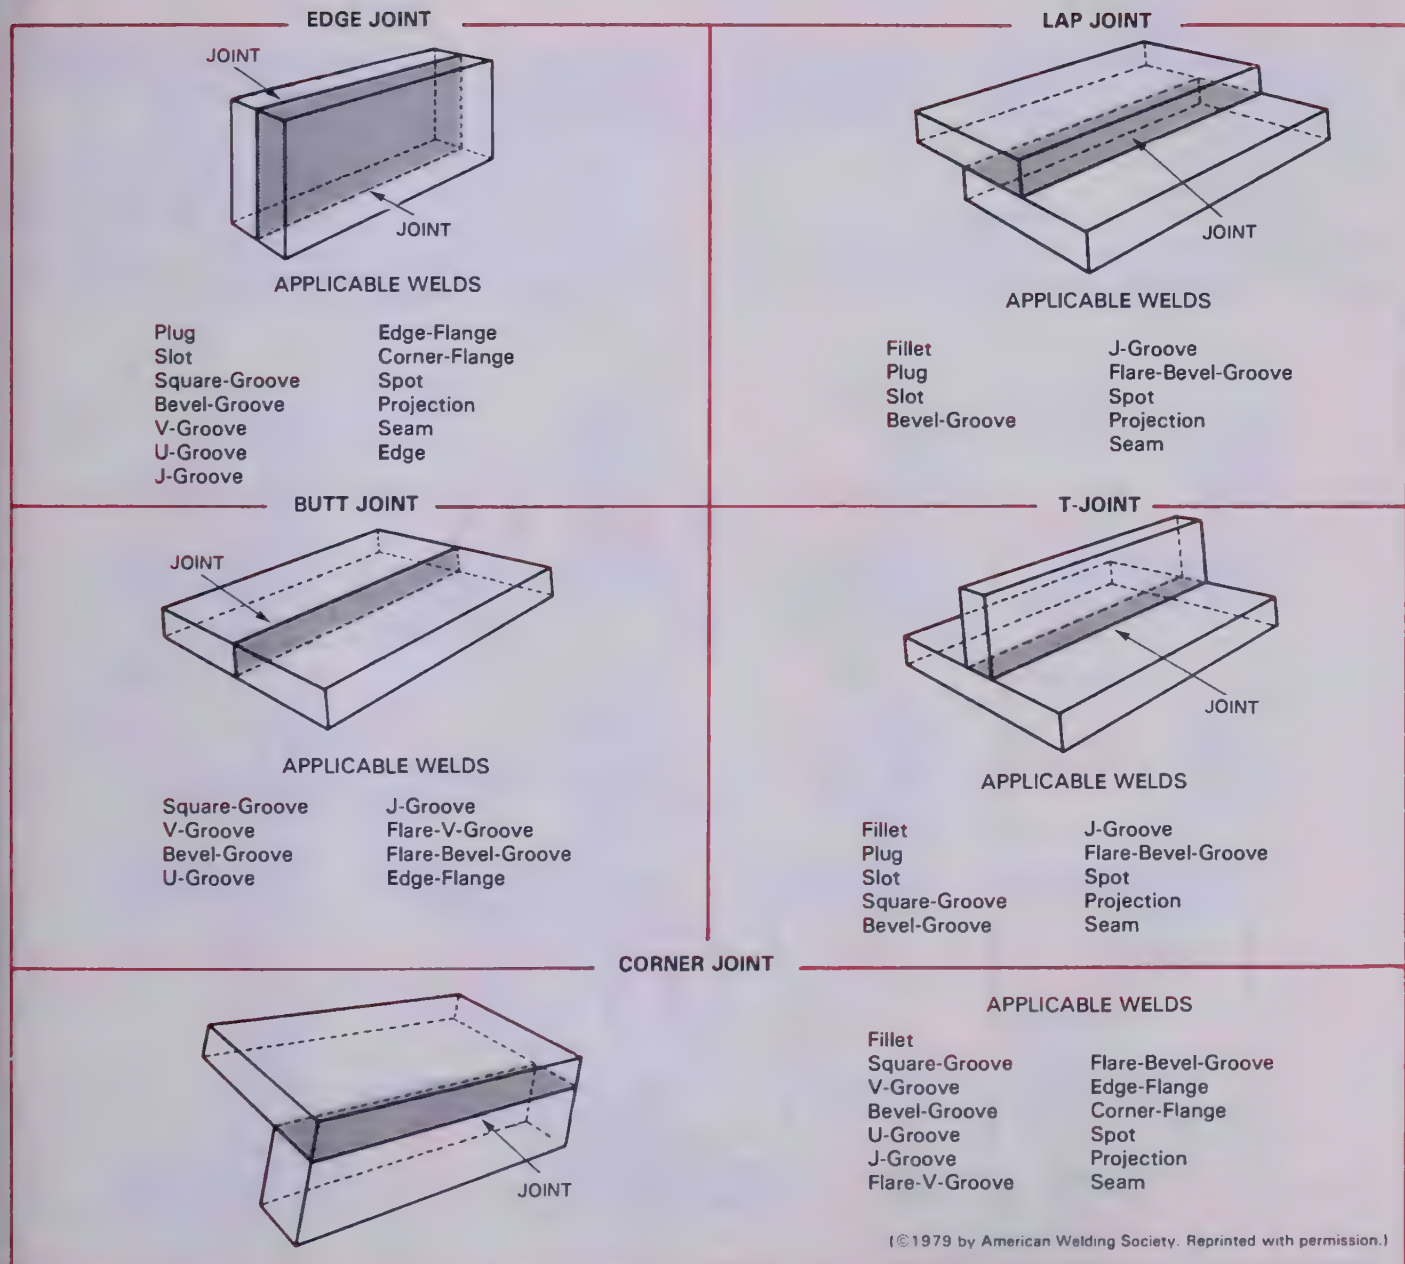 EDGE JOINT
JOINT
JOINT
APPLICABLE WELDS
Plug
Slot
Square-Groove
Bevel-Groove
V-Groove
U-Groove
J-Groove
Edge-Flange
Corner-Flange
Spot
Projection
Seam
Edge
LAP JOINT
JOINT
APPLICABLE WELDS
Fillet
Plug
Slot
Bevel-Groove
J-Groove
Flare-Bevel-Groove
Spot
Projection
Seam
BUTT JOINT
JOINT
APPLICABLE WELDS
Square-Groove
V-Groove
Bevel-Groove
U-Groove
J-Groove
Flare-V-Groove
Flare-Bevel-Groove
Edge-Flange
T-JOINT
JOINT
APPLICABLE WELDS
Fillet
Plug
Slot
Square-Groove
Bevel-Groove
J-Groove
Flare-Bevel-Groove
Spot
Projection
Seam
CORNER JOINT
JOINT
APPLICABLE WELDS
Fillet
Square-Groove
V-Groove
Bevel-Groove
U-Groove
J-Groove
Flare-V-Groove
Flare-Bevel-Groove
Edge-Flange
Corner-Flange
Spot
Projection
Seam
(©1979 by American Welding Society. Reprinted with permission.)